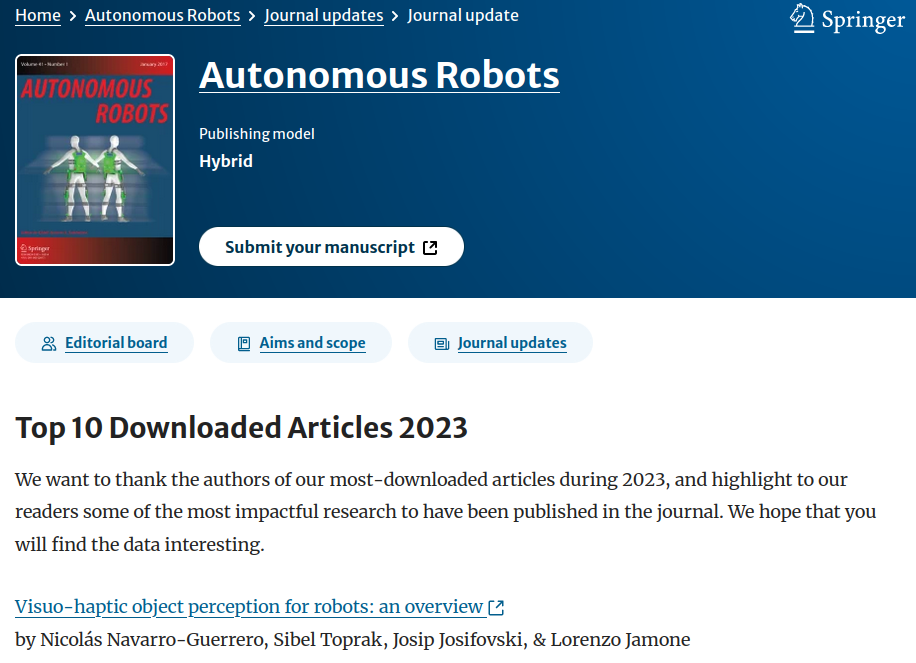 Home > Autonomous Robots > Journal updates > Journal update
Springer
Volume 41 • Number 1 January 2017
AUTONOMOUS
ROBOTS
Springer
Autonomous Robots
Publishing model
Hybrid
Submit your manuscript
Editorial board
Aims and scope
Journal updates
Top 10 Downloaded Articles 2023
We want to thank the authors of our most-downloaded articles during 2023, and highlight to our
readers some of the most impactful research to have been published in the journal. We hope that you
will find the data interesting.
Visuo-haptic object perception for robots: an overview
by Nicolás Navarro-Guerrero, Sibel Toprak, Josip Josifovski, & Lorenzo Jamone